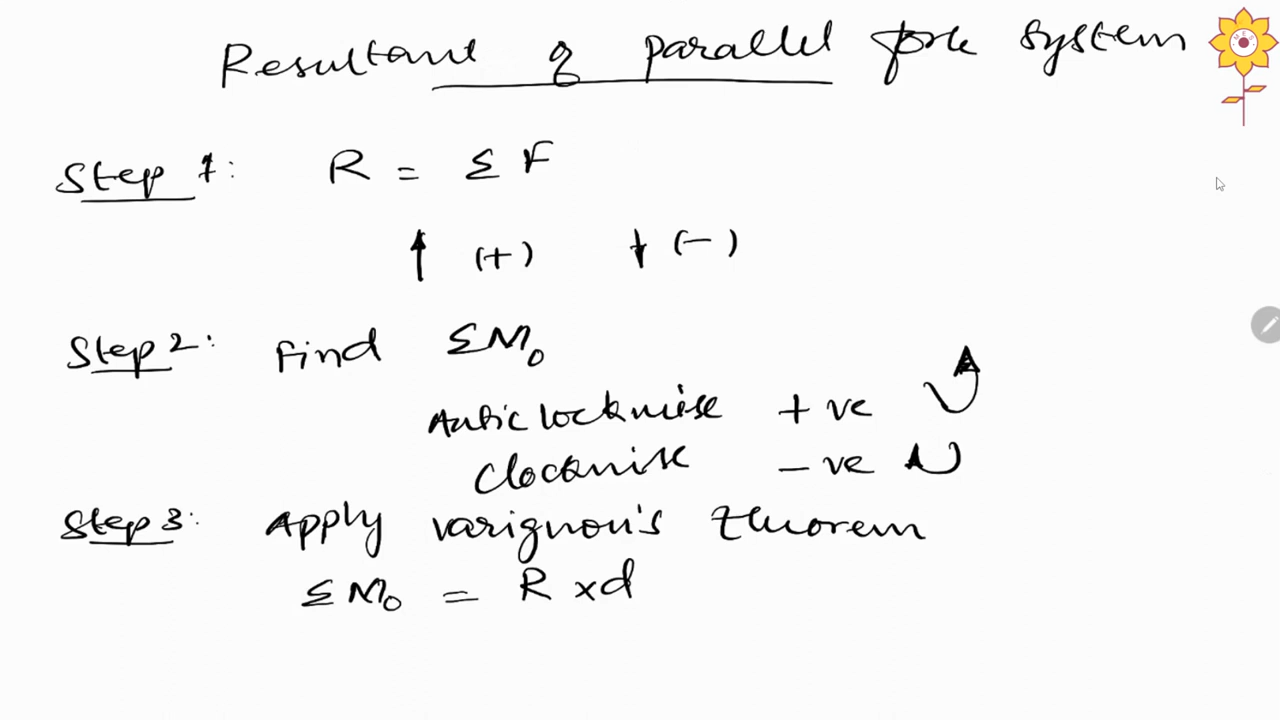 Resultant of parallel force system
Step 1: R = Σ F
↑ (+) ↓ (-)
Step 2: Find ΣM₀
Anticlockwise + ve
Clockwise - ve
Step 3: Apply varignon's theorem
ΣM₀ = R × d